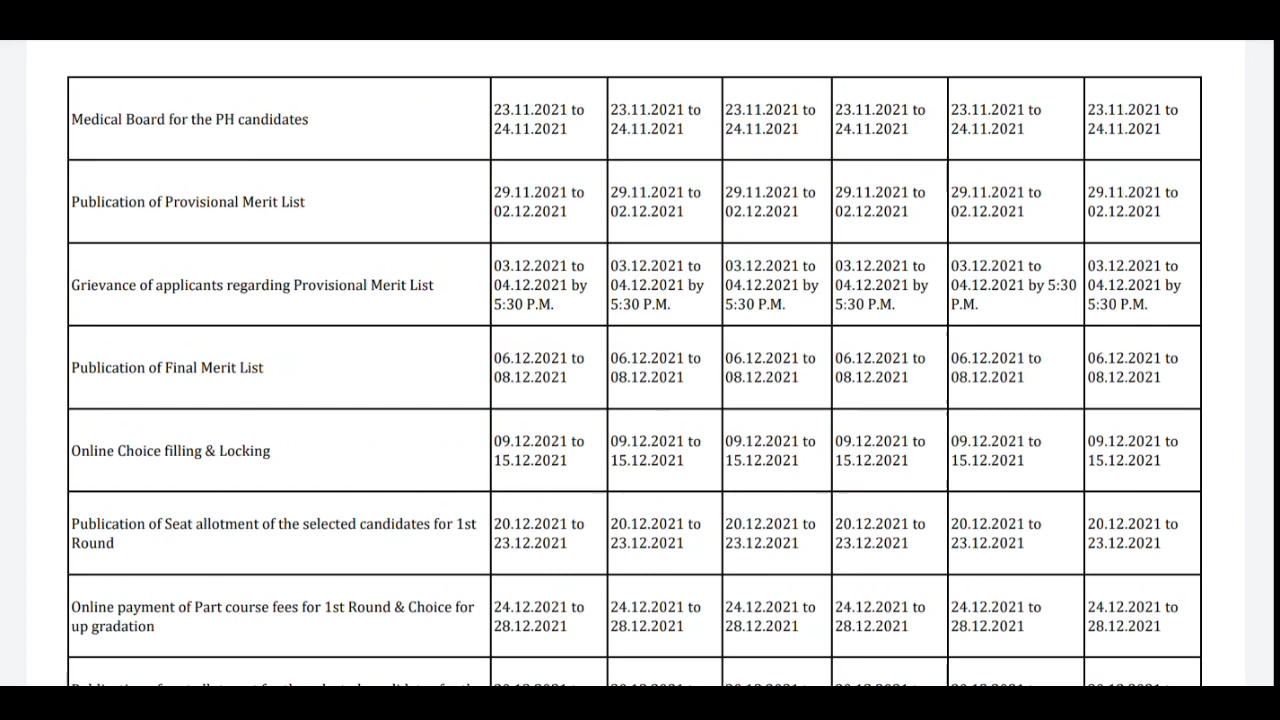 Medical Board for the PH candidates
23.11.2021 to
24.11.2021
23.11.2021 to
24.11.2021
23.11.2021 to
24.11.2021
23.11.2021 to
24.11.2021
23.11.2021 to
24.11.2021
23.11.2021 to
24.11.2021
Publication of Provisional Merit List
29.11.2021 to
02.12.2021
29.11.2021 to
02.12.2021
29.11.2021 to
02.12.2021
29.11.2021 to
02.12.2021
29.11.2021 to
02.12.2021
29.11.2021 to
02.12.2021
Grievance of applicants regarding Provisional Merit List
03.12.2021 to
04.12.2021 by
5:30 P.M.
03.12.2021 to
04.12.2021 by
5:30 P.M.
03.12.2021 to
04.12.2021 by
5:30 P.M.
03.12.2021 to
04.12.2021 by
5:30 P.M.
03.12.2021 to
04.12.2021 by 5:30
P.M.
03.12.2021 to
04.12.2021 by
5:30 P.M.
Publication of Final Merit List
06.12.2021 to
08.12.2021
06.12.2021 to
08.12.2021
06.12.2021 to
08.12.2021
06.12.2021 to
08.12.2021
06.12.2021 to
08.12.2021
06.12.2021 to
08.12.2021
Online Choice filling & Locking
09.12.2021 to
15.12.2021
09.12.2021 to
15.12.2021
09.12.2021 to
15.12.2021
09.12.2021 to
15.12.2021
09.12.2021 to
15.12.2021
09.12.2021 to
15.12.2021
Publication of Seat allotment of the selected candidates for 1st
Round
20.12.2021 to
23.12.2021
20.12.2021 to
23.12.2021
20.12.2021 to
23.12.2021
20.12.2021 to
23.12.2021
20.12.2021 to
23.12.2021
20.12.2021 to
23.12.2021
Online payment of Part course fees for 1st Round & Choice for
up gradation
24.12.2021 to
28.12.2021
24.12.2021 to
28.12.2021
24.12.2021 to
28.12.2021
24.12.2021 to
28.12.2021
24.12.2021 to
28.12.2021
24.12.2021 to
28.12.2021